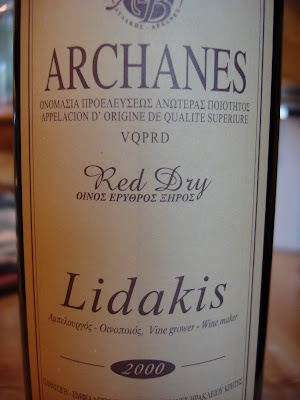 ARCHANES
ΟΝΟΜΑΣΙΑ ΠΡΟΕΛΕΥΣΕΩΣ ΑΝΩΤΕΡΑΣ ΠΟΙΟΤΗΤΟΣ
APPELACION D' ORIGINE DE QUALITE SUPERIURE
VQPRD
Red Dry
ΟΙΝΟΣ ΕΡΥΘΡΟΣ ΞΗΡΟΣ
Lidakis
Αμπελουργός - Οινοποιός, Vine grower - Wine maker
2000